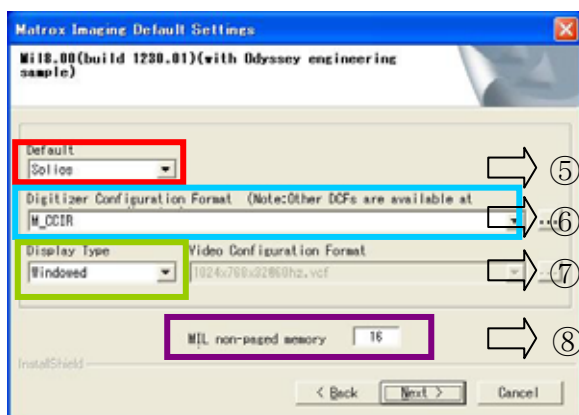 Matrox Imaging Default Settings
Mil8.00(build 1230.01)(with Odyssey engineering
sample)
Default
Solios
⑤
Digitizer Configuration Format (Note:Other DCFs are available at
M_CCIR
...
⑥
Display Type
Video Configuration Format
Windowed
1024x768x32@60hz.vcf
...
⑦
MIL non-paged memory
16
⑧
InstallShield
< Back
Next >
Cancel